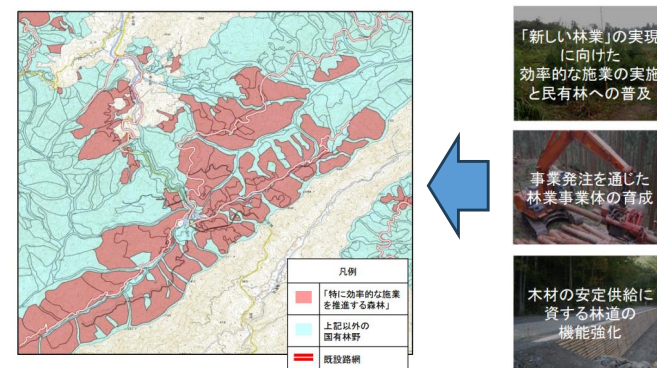 凡例
「特に効率的な施業
を推進する森林」
上記以外の
国有林野
既設路網
「新しい林業」の実現
に向けた
効率的な施業の実施
と民有林への普及
事業発注を通じた
林業事業体の育成
木材の安定供給に
資する林道の
機能強化